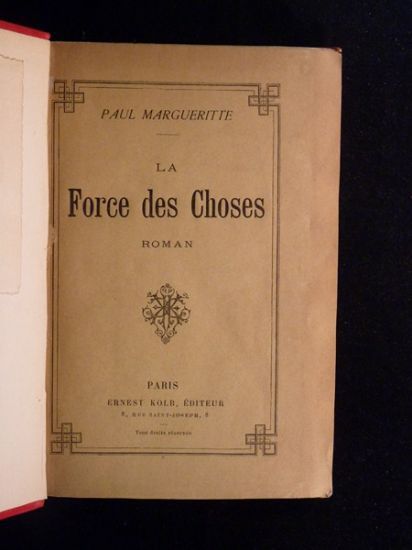 PAUL MARGUERITTE
LA
Force des Choses
ROMAN
PARIS
ERNEST KOLB, ÉDITEUR
8, RUE SAINT-JOSEPH, 8
Tous droits réservés